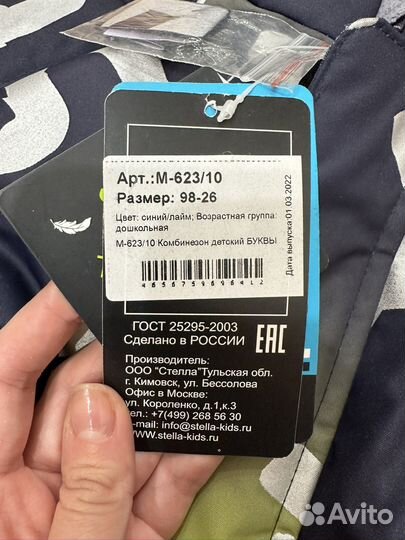 Арт.:М-623/10
Размер: 98-26
Цвет: синий/лайм; Возрастная группа:
дошкольная
М-623/10 Комбинезон детский БУКВЫ
Дата выпуска:01.03.2022
ГОСТ 25295-2003
Сделано в РОССИИ
EAC
Производитель:
ООО "Стелла"Тульская обл.
г. Кимовск, ул. Бессолова
Офис в Москве:
ул. Короленко, д.1,к.3
тел.: +7(499) 268 56 30
e-mail: info@stella-kids.ru
www.stella-kids.ru
Avito